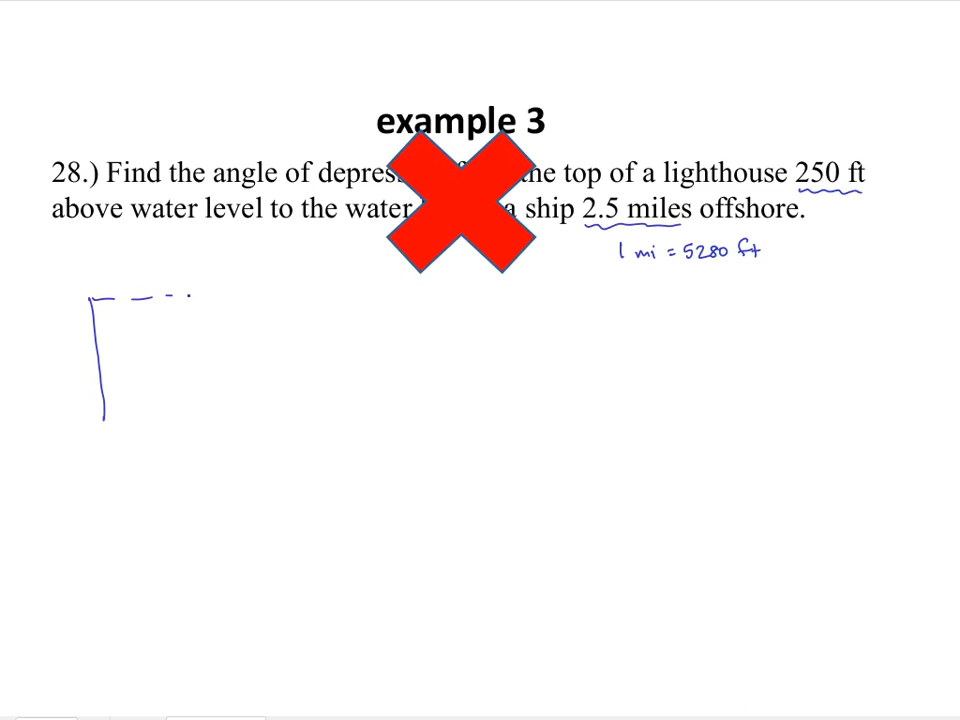 example 3
28.) Find the angle of depres the top of a lighthouse 250 ft
above water level to the water a ship 2.5 miles offshore.
1 mi = 5280 ft